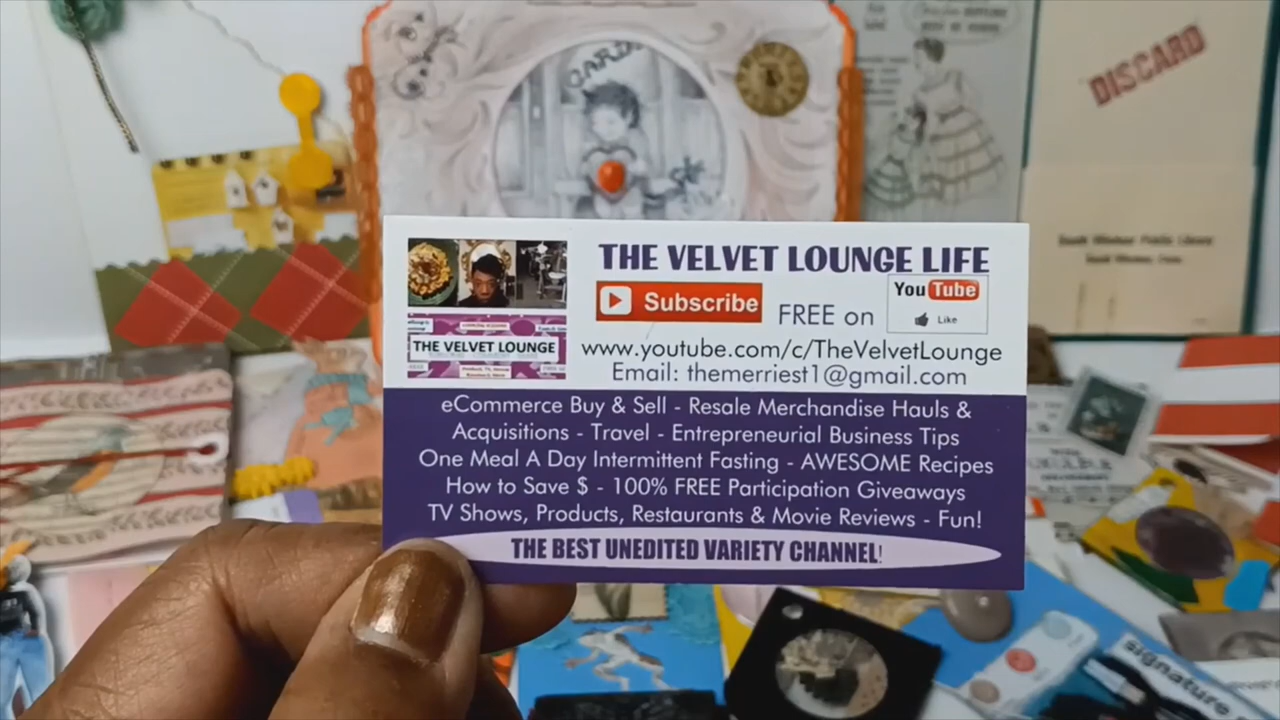 DISCARD
THE VELVET LOUNGE LIFE
Subscribe
FREE on
YouTube
Like
THE VELVET LOUNGE
www.youtube.com/c/TheVelvetLounge
Email: themerriest1@gmail.com
eCommerce Buy & Sell - Resale Merchandise Hauls &
Acquisitions - Travel - Entrepreneurial Business Tips
One Meal A Day Intermittent Fasting - AWESOME Recipes
How to Save $ - 100% FREE Participation Giveaways
TV Shows, Products, Restaurants & Movie Reviews - Fun!
THE BEST UNEDITED VARIETY CHANNEL!
signature